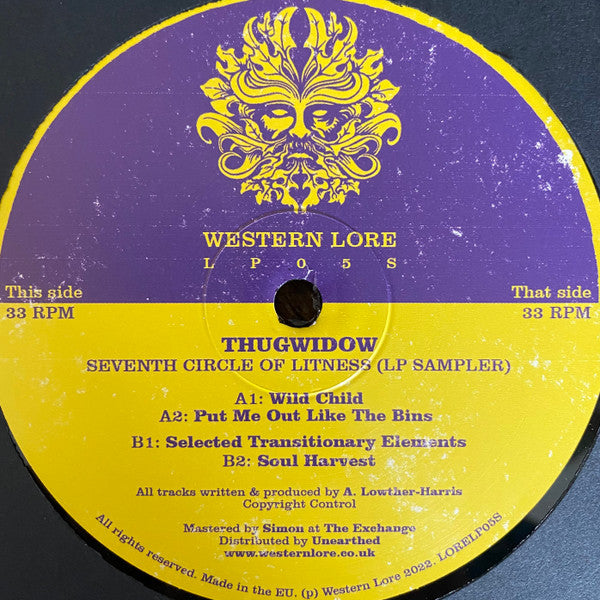 WESTERN LORE
LP05S
This side
33 RPM
That side
33 RPM
THUGWIDOW
SEVENTH CIRCLE OF LITNESS (LP SAMPLER)
A1: Wild Child
A2: Put Me Out Like The Bins
B1: Selected Transitionary Elements
B2: Soul Harvest
All tracks written & produced by A. Lowther-Harris
Copyright Control
Mastered by Simon at The Exchange
Distributed by Unearthed
www.westernlore.co.uk
All rights reserved. Made in the EU. (p) Western Lore 2022. LORELP05S